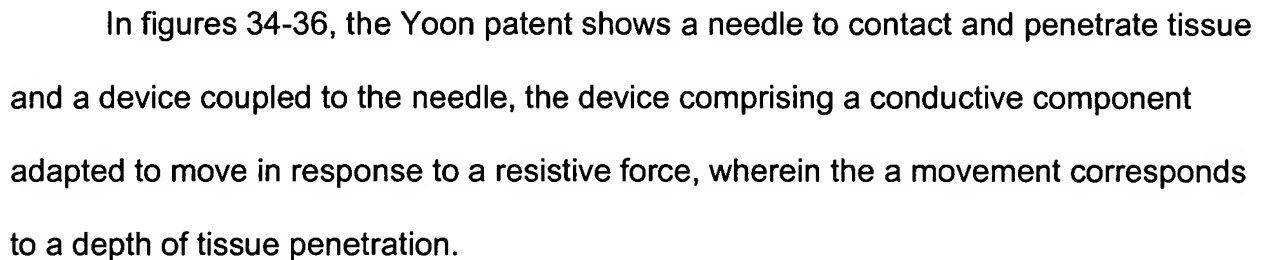 In figures 34-36, the Yoon patent shows a needle to contact and penetrate tissue
and a device coupled to the needle, the device comprising a conductive component
adapted to move in response to a resistive force, wherein the a movement corresponds
to a depth of tissue penetration.